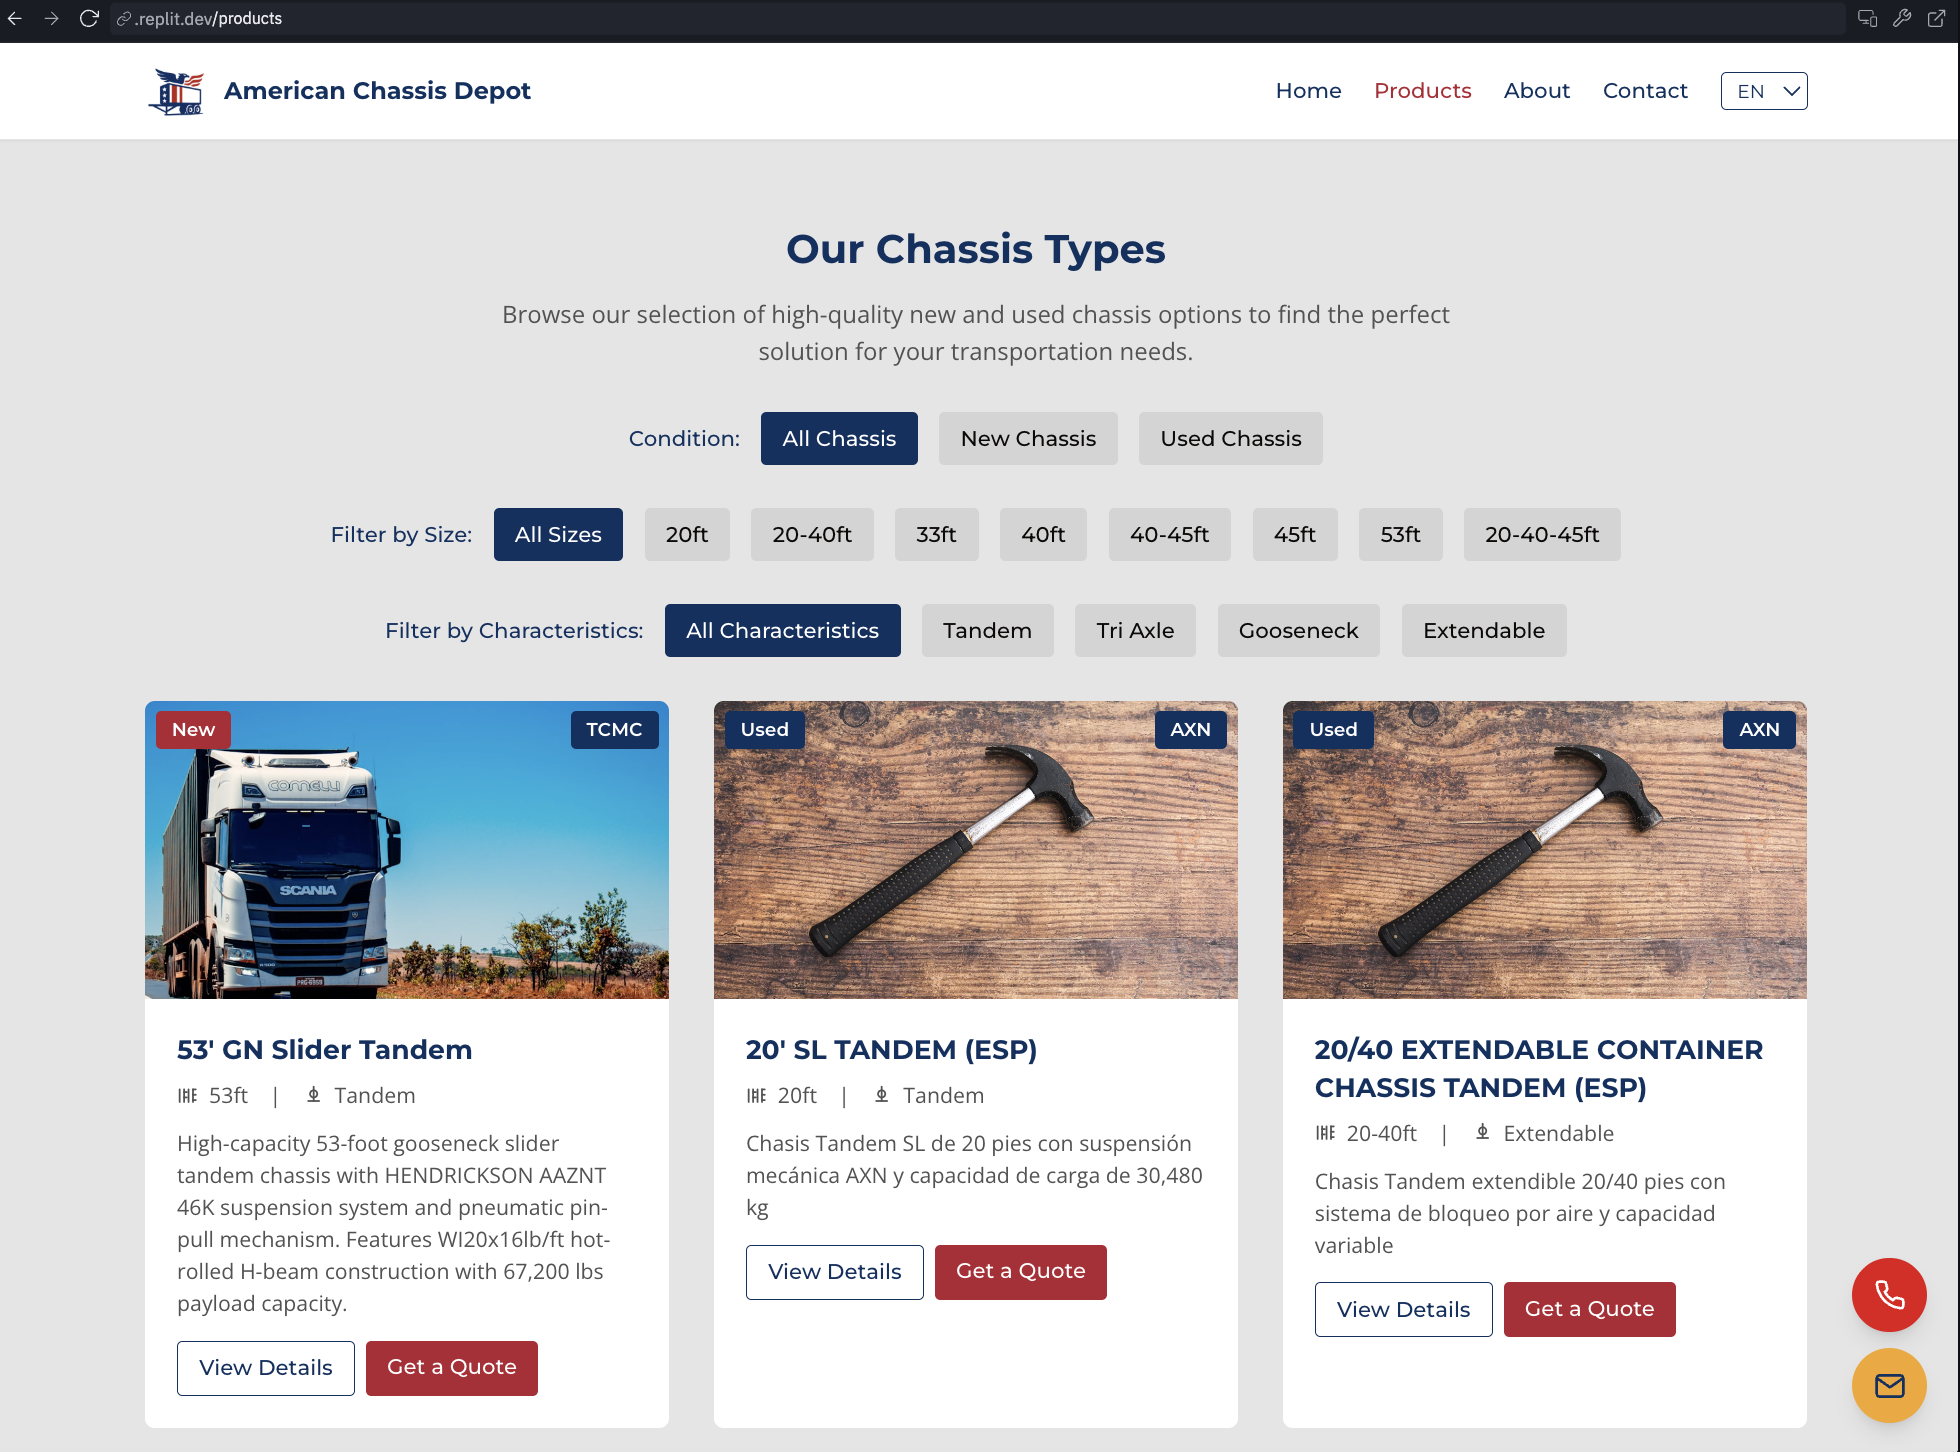 .replit.dev/products
American Chassis Depot
Home Products About Contact EN
Our Chassis Types
Browse our selection of high-quality new and used chassis options to find the perfect
solution for your transportation needs.
Condition: All Chassis New Chassis Used Chassis
Filter by Size: All Sizes 20ft 20-40ft 33ft 40ft 40-45ft 45ft 53ft 20-40-45ft
Filter by Characteristics: All Characteristics Tandem Tri Axle Gooseneck Extendable
New TCMC
COMELLI
SCANIA
53' GN Slider Tandem
53ft | Tandem
High-capacity 53-foot gooseneck slider
tandem chassis with HENDRICKSON AAZNT
46K suspension system and pneumatic pin-
pull mechanism. Features WI20x16lb/ft hot-
rolled H-beam construction with 67,200 lbs
payload capacity.
View Details Get a Quote
Used AXN
20' SL TANDEM (ESP)
20ft | Tandem
Chasis Tandem SL de 20 pies con suspensión
mecánica AXN y capacidad de carga de 30,480
kg
View Details Get a Quote
Used AXN
20/40 EXTENDABLE CONTAINER
CHASSIS TANDEM (ESP)
20-40ft | Extendable
Chasis Tandem extendible 20/40 pies con
sistema de bloqueo por aire y capacidad
variable
View Details Get a Quote